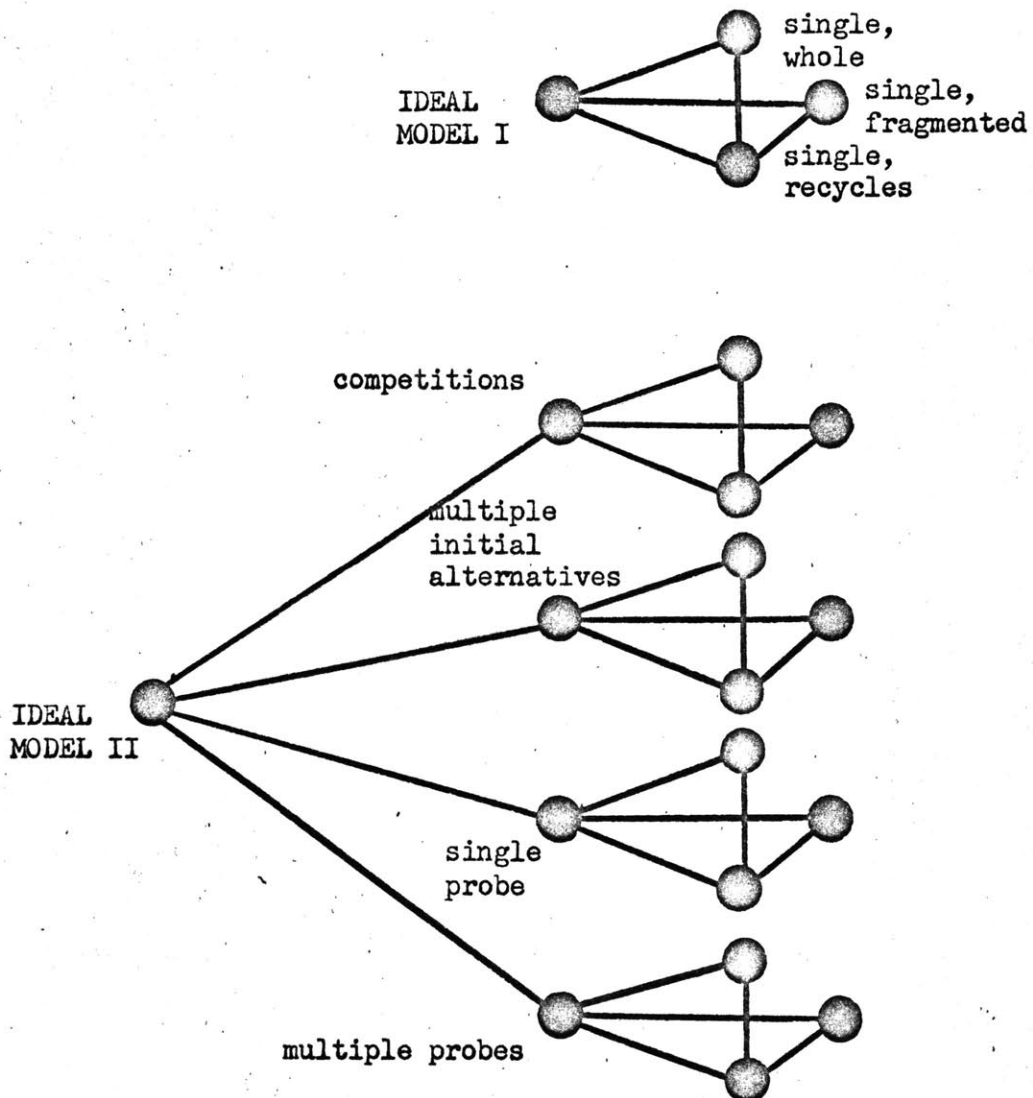 single,
whole
IDEAL
MODEL I
single,
fragmented
single,
recycles
competitions
multiple
initial
alternatives
IDEAL
MODEL II
single
probe
multiple probes